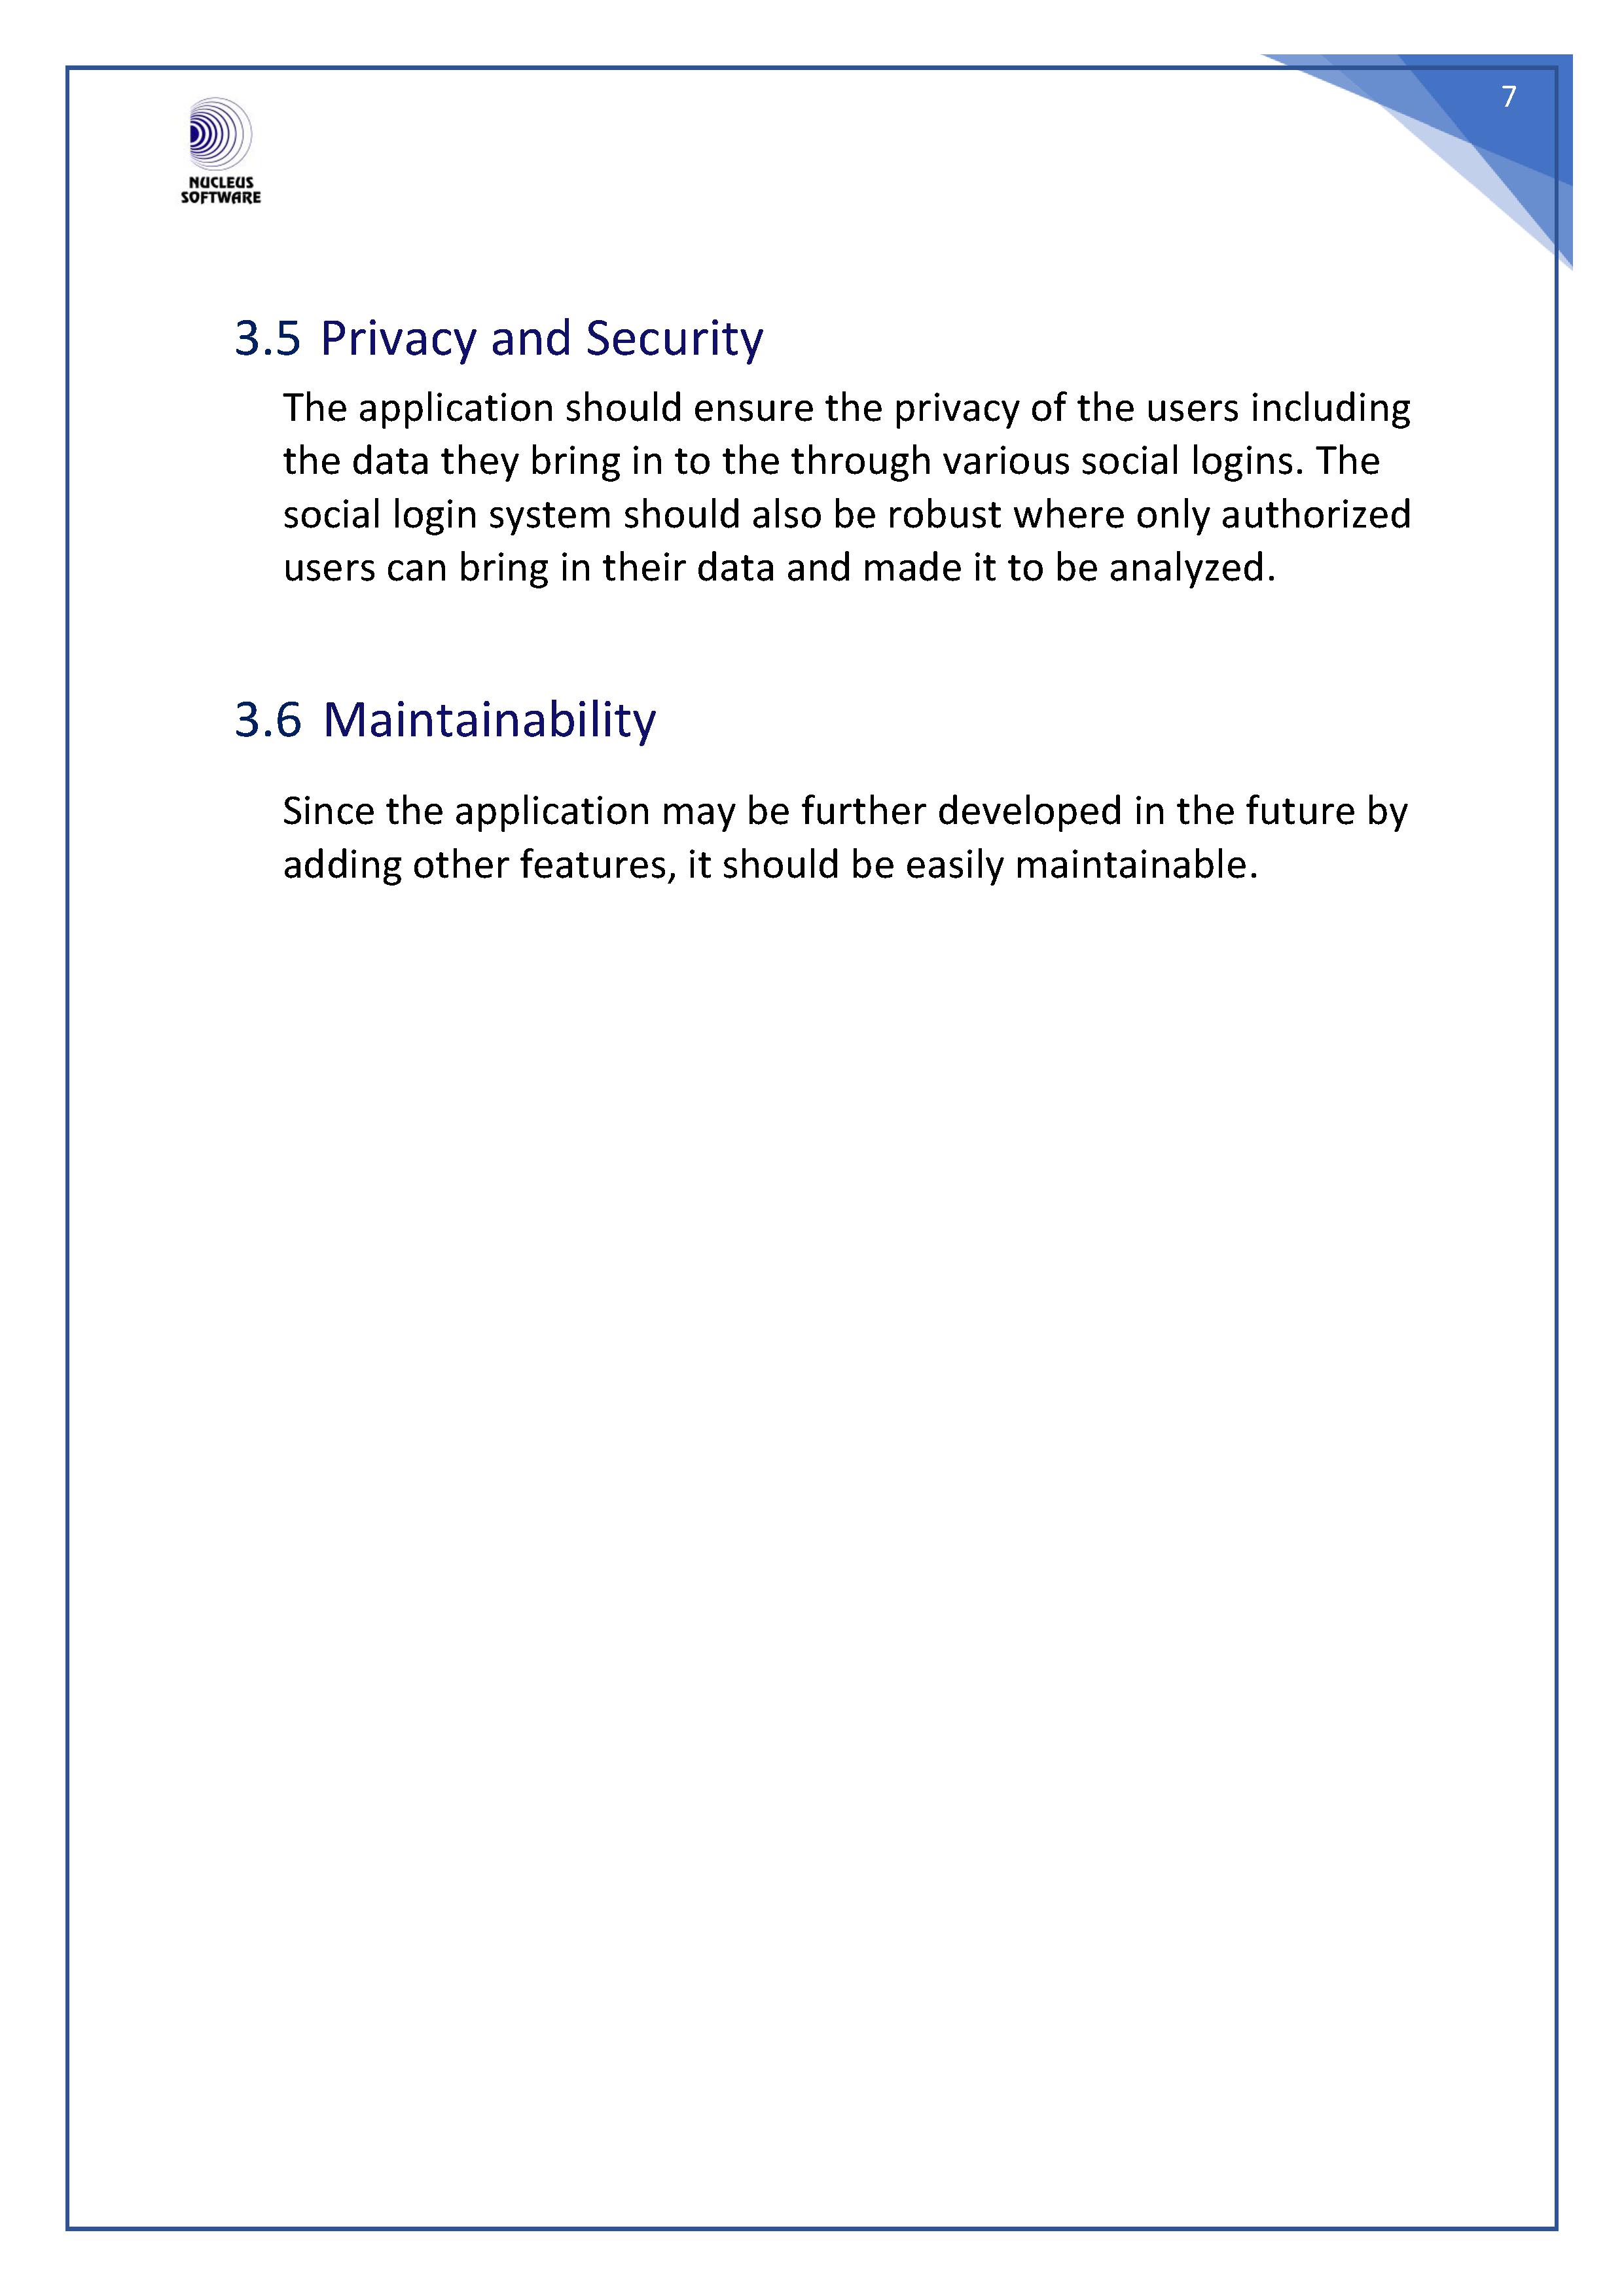 7
NUCLEUS
SOFTWARE
3.5 Privacy and Security
The application should ensure the privacy of the users including
the data they bring in to the through various social logins. The
social login system should also be robust where only authorized
users can bring in their data and made it to be analyzed.
3.6 Maintainability
Since the application may be further developed in the future by
adding other features, it should be easily maintainable.